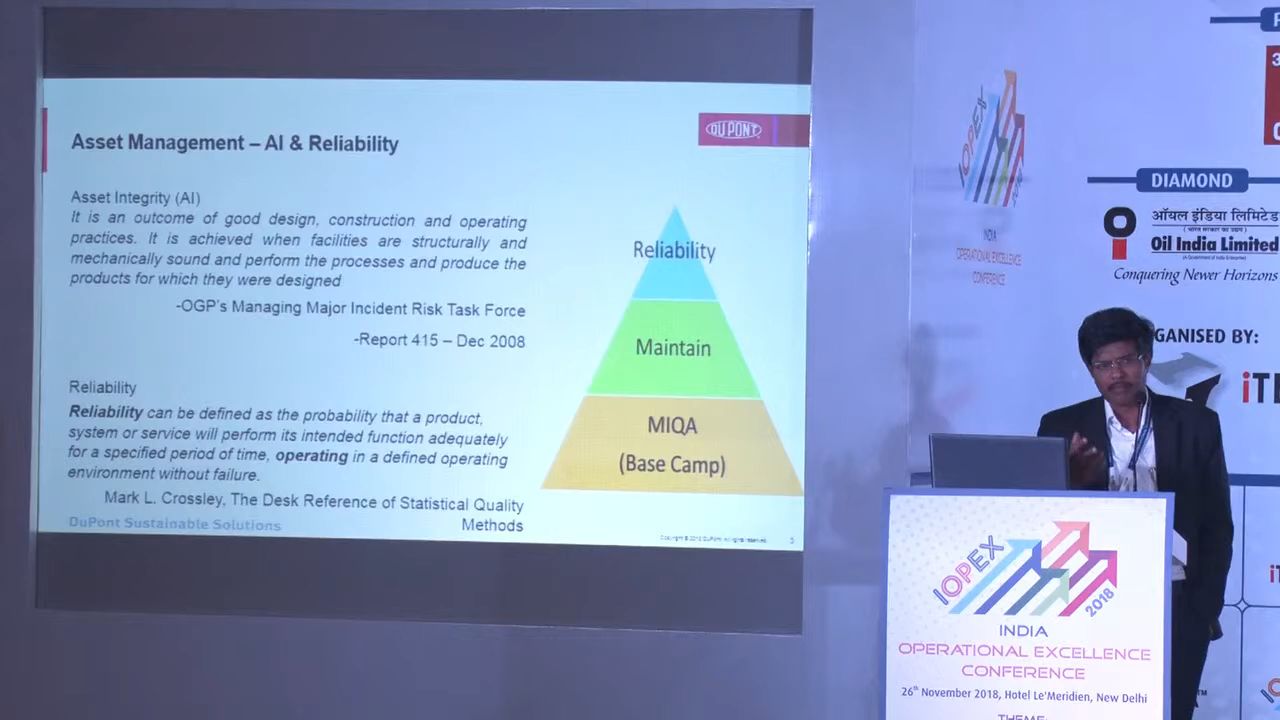 Asset Management – AI & Reliability
DU PONT
Asset Integrity (AI)
It is an outcome of good design, construction and operating
practices. It is achieved when facilities are structurally and
mechanically sound and perform the processes and produce the
products for which they were designed
-OGP's Managing Major Incident Risk Task Force
-Report 415 – Dec 2008
Reliability
Reliability can be defined as the probability that a product,
system or service will perform its intended function adequately
for a specified period of time, operating in a defined operating
environment without failure.
Mark L. Crossley, The Desk Reference of Statistical Quality
Methods
DuPont Sustainable Solutions
Reliability
Maintain
MIQA
(Base Camp)
IOPEX
INDIA
OPERATIONAL EXCELLENCE
CONFERENCE
DIAMOND
ऑयल इंडिया लिमिटेड
Oil India Limited
Conquering Newer Horizons
GANISED BY:
IOPEX
2018
INDIA
OPERATIONAL EXCELLENCE
CONFERENCE
26th November 2018, Hotel Le'Meridien, New Delhi
THEME: